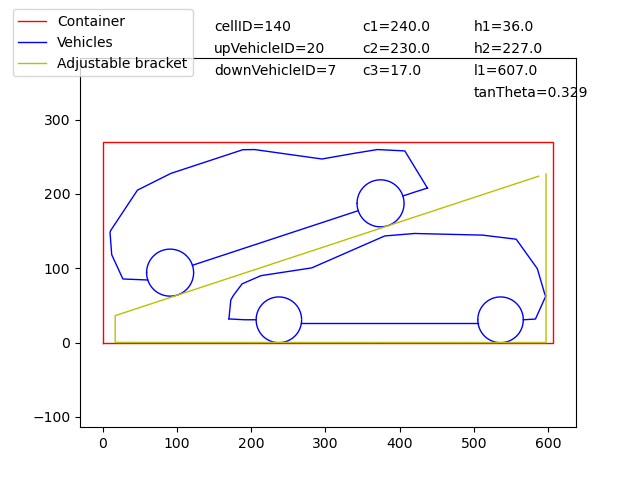 Container
Vehicles
Adjustable bracket
cellID=140
upVehicleID=20
downVehicleID=7
c1=240.0
c2=230.0
c3=17.0
h1=36.0
h2=227.0
l1=607.0
tanTheta=0.329
300
200
100
0
−100
0 100 200 300 400 500 600